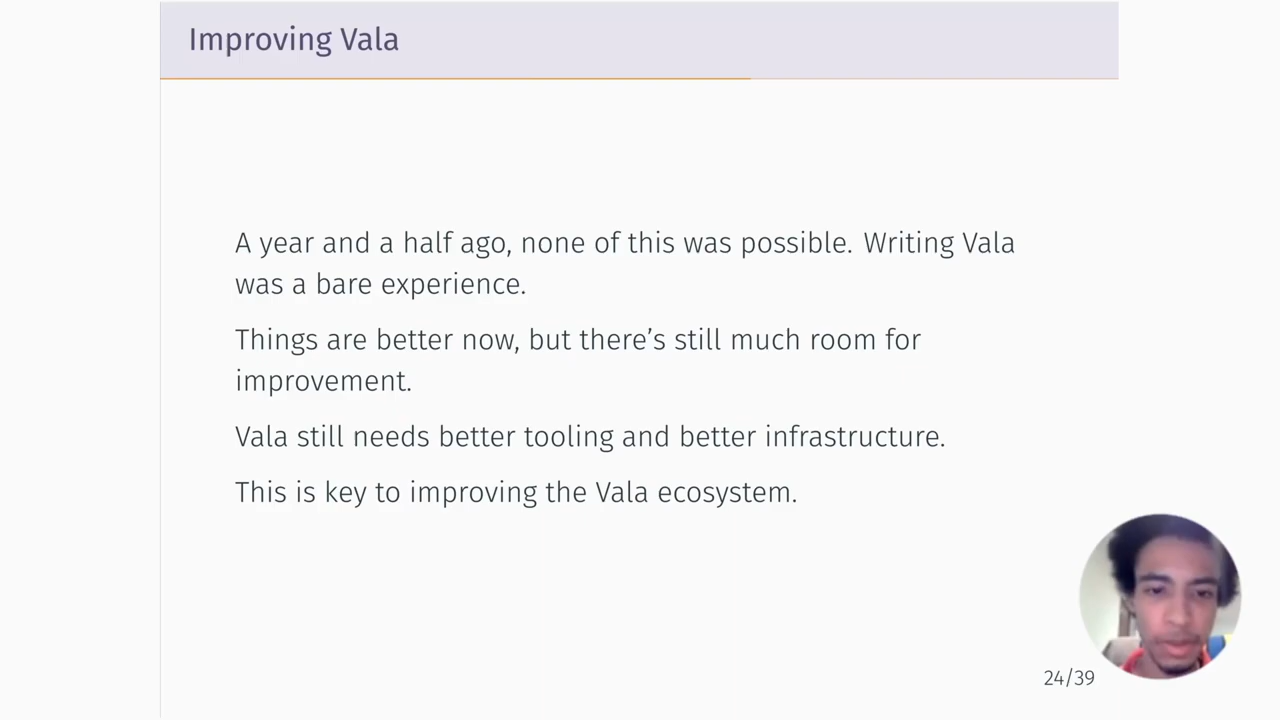 Improving Vala
A year and a half ago, none of this was possible. Writing Vala
was a bare experience.
Things are better now, but there’s still much room for
improvement.
Vala still needs better tooling and better infrastructure.
This is key to improving the Vala ecosystem.
24/39